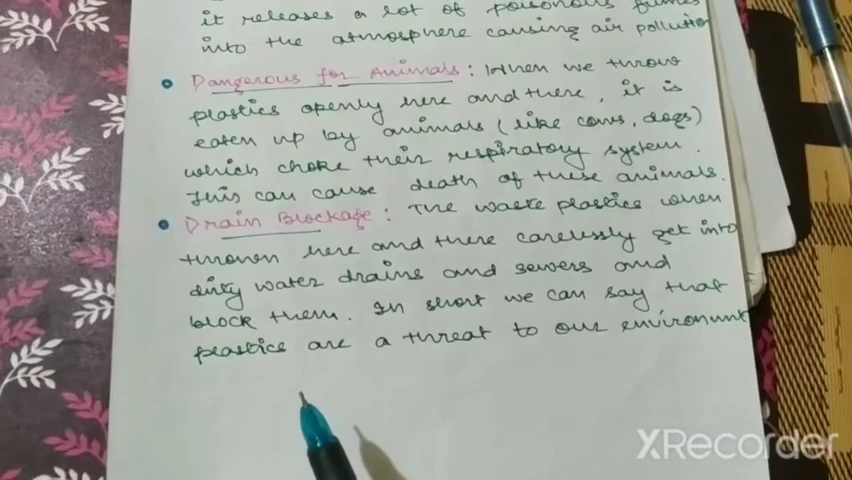 it releases a lot of poisonous fumes
into the atmosphere causing air pollution
Dangerous for Animals : When we throw
plastics openly here and there, it is
eaten up by animals (like cows, dogs)
which choke their respiratory system.
This can cause death of these animals.
Drain Blockage : The waste plastics when
thrown here and there carelessly get into
dirty water drains and sewers and
block them. In short we can say that
plastics are a threat to our environment
XRecorder